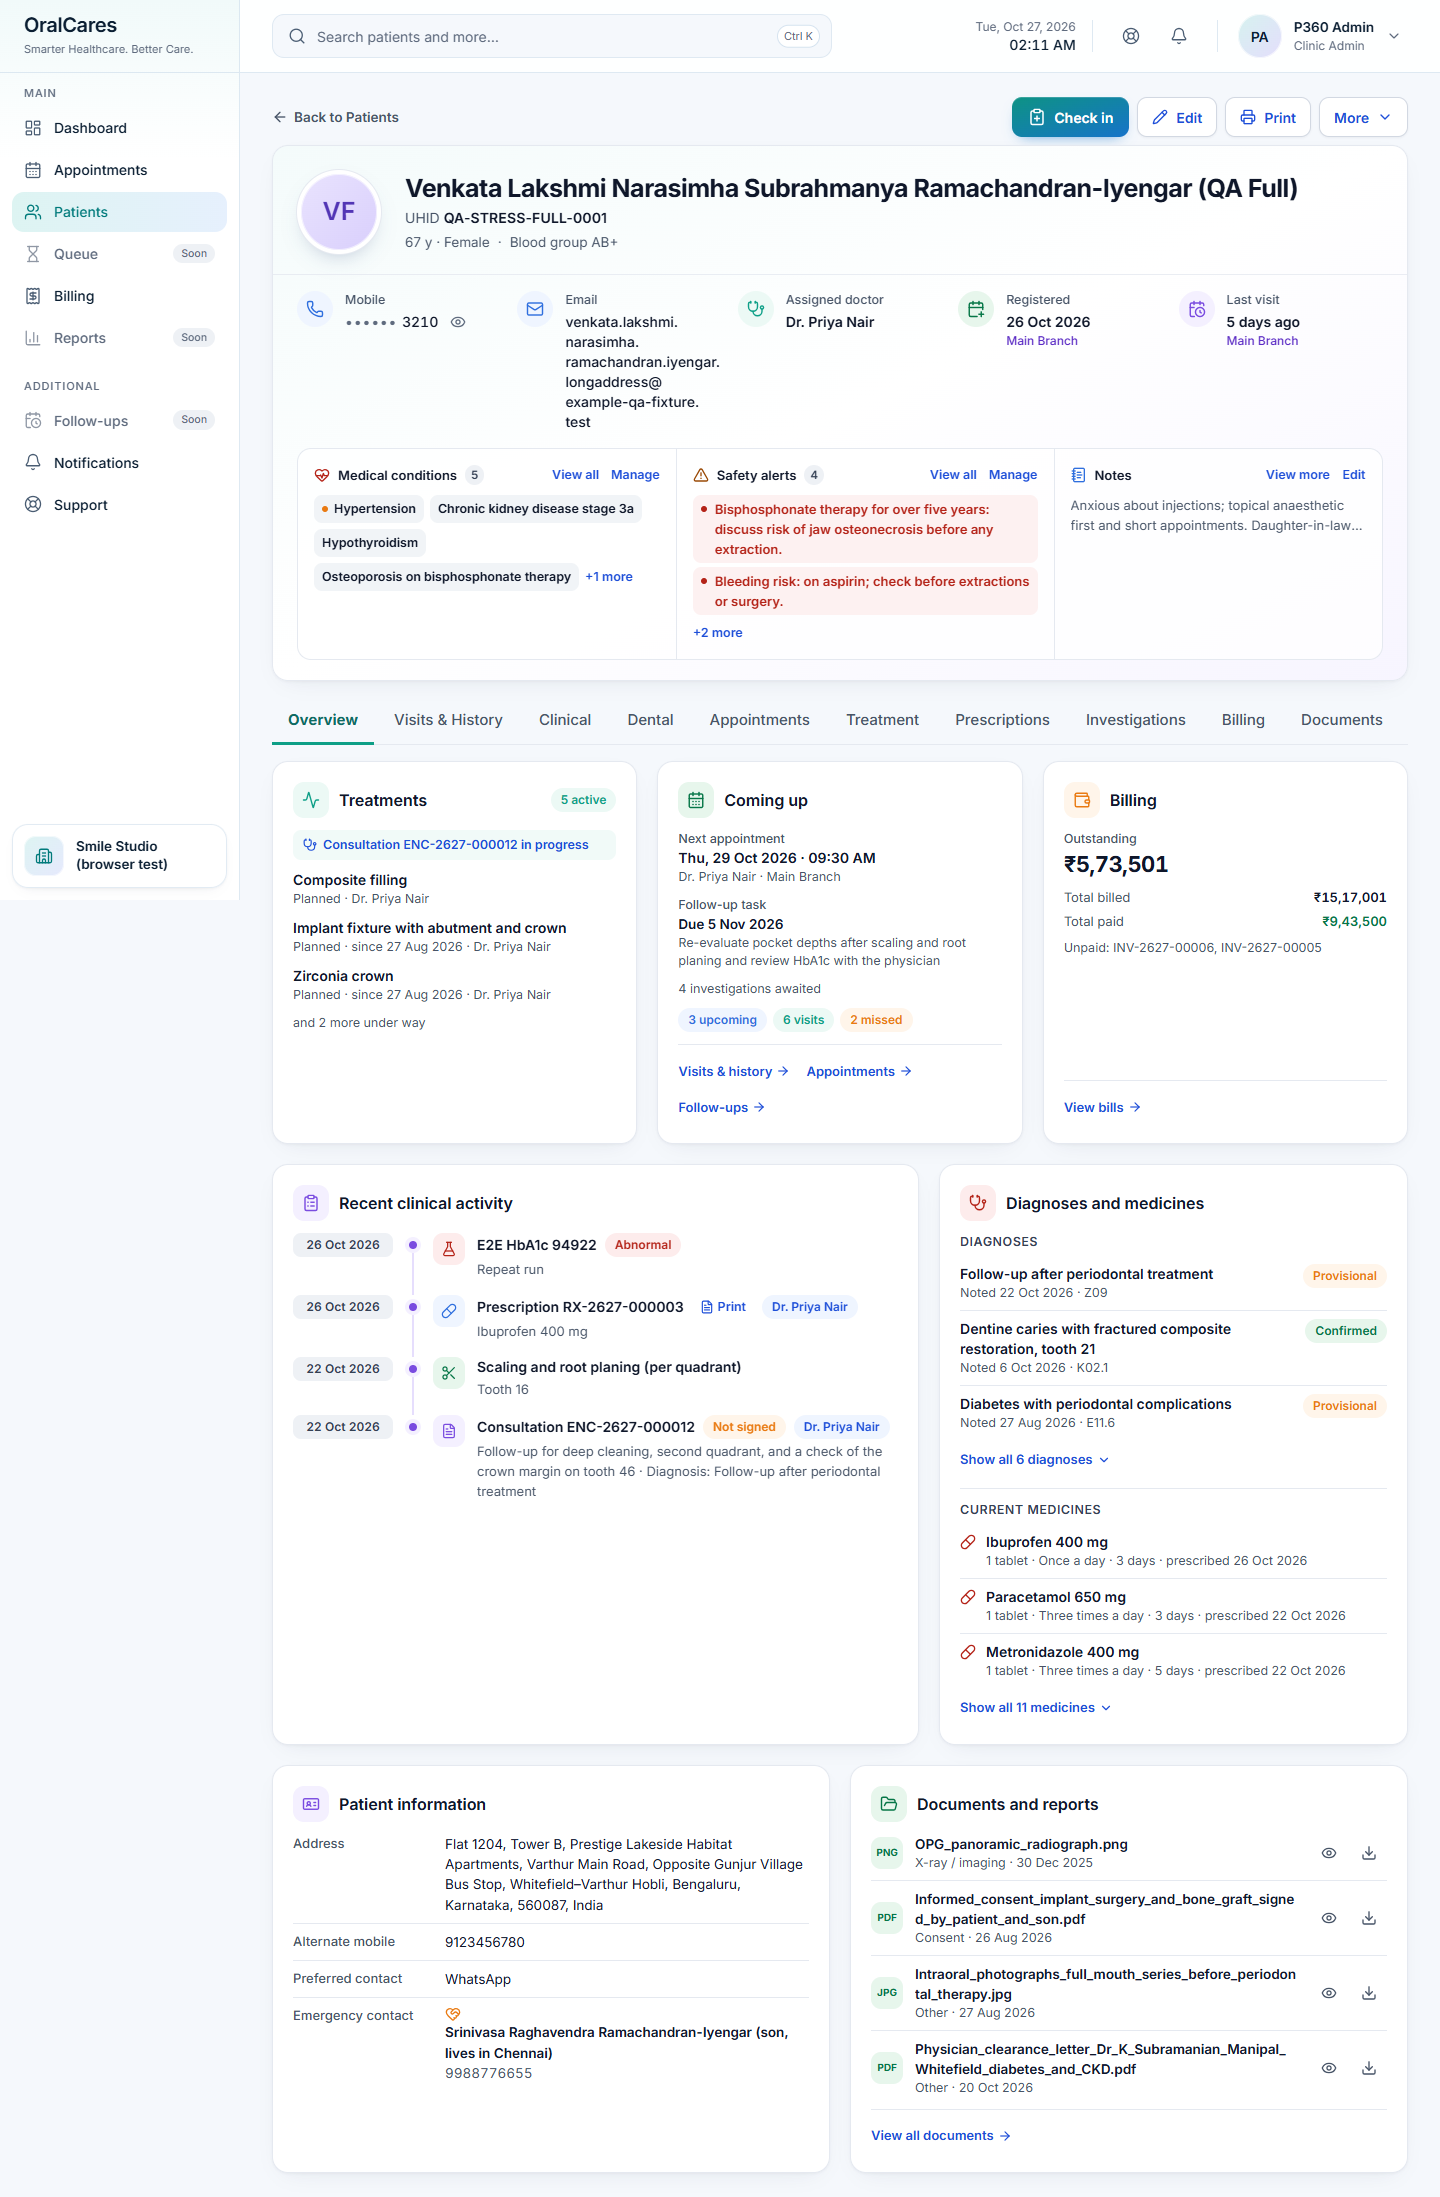 OralCares
Smarter Healthcare. Better Care.
Search patients and more...
Ctrl K
Tue, Oct 27, 2026
02:11 AM
PA
P360 Admin
Clinic Admin
MAIN
Dashboard
Appointments
Patients
Queue
Soon
Billing
Reports
Soon
ADDITIONAL
Follow-ups
Soon
Notifications
Support
Smile Studio
(browser test)
Back to Patients
Check in
Edit
Print
More
VF
Venkata Lakshmi Narasimha Subrahmanya Ramachandran-Iyengar (QA Full)
UHID QA-STRESS-FULL-0001
67 y · Female · Blood group AB+
Mobile
•••••• 3210
Email
venkata.lakshmi.
narasimha.
ramachandran.iyengar.
longaddress@
example-qa-fixture.
test
Assigned doctor
Dr. Priya Nair
Registered
26 Oct 2026
Main Branch
Last visit
5 days ago
Main Branch
Medical conditions 5
View all Manage
Hypertension
Chronic kidney disease stage 3a
Hypothyroidism
Osteoporosis on bisphosphonate therapy
+1 more
Safety alerts 4
View all Manage
Bisphosphonate therapy for over five years:
discuss risk of jaw osteonecrosis before any
extraction.
Bleeding risk: on aspirin; check before extractions
or surgery.
+2 more
Notes
View more Edit
Anxious about injections; topical anaesthetic
first and short appointments. Daughter-in-law...
Overview
Visits & History
Clinical
Dental
Appointments
Treatment
Prescriptions
Investigations
Billing
Documents
Treatments
5 active
Consultation ENC-2627-000012 in progress
Composite filling
Planned · Dr. Priya Nair
Implant fixture with abutment and crown
Planned · since 27 Aug 2026 · Dr. Priya Nair
Zirconia crown
Planned · since 27 Aug 2026 · Dr. Priya Nair
and 2 more under way
Coming up
Next appointment
Thu, 29 Oct 2026 · 09:30 AM
Dr. Priya Nair · Main Branch
Follow-up task
Due 5 Nov 2026
Re-evaluate pocket depths after scaling and root
planing and review HbA1c with the physician
4 investigations awaited
3 upcoming
6 visits
2 missed
Visits & history
Appointments
Follow-ups
Billing
Outstanding
₹5,73,501
Total billed ₹15,17,001
Total paid ₹9,43,500
Unpaid: INV-2627-00006, INV-2627-00005
View bills
Recent clinical activity
26 Oct 2026
E2E HbA1c 94922 Abnormal
Repeat run
26 Oct 2026
Prescription RX-2627-000003 Print Dr. Priya Nair
Ibuprofen 400 mg
22 Oct 2026
Scaling and root planing (per quadrant)
Tooth 16
22 Oct 2026
Consultation ENC-2627-000012 Not signed Dr. Priya Nair
Follow-up for deep cleaning, second quadrant, and a check of the
crown margin on tooth 46 · Diagnosis: Follow-up after periodontal
treatment
Diagnoses and medicines
DIAGNOSES
Follow-up after periodontal treatment
Provisional
Noted 22 Oct 2026 · Z09
Dentine caries with fractured composite
restoration, tooth 21
Confirmed
Noted 6 Oct 2026 · K02.1
Diabetes with periodontal complications
Provisional
Noted 27 Aug 2026 · E11.6
Show all 6 diagnoses
CURRENT MEDICINES
Ibuprofen 400 mg
1 tablet · Once a day · 3 days · prescribed 26 Oct 2026
Paracetamol 650 mg
1 tablet · Three times a day · 3 days · prescribed 22 Oct 2026
Metronidazole 400 mg
1 tablet · Three times a day · 5 days · prescribed 22 Oct 2026
Show all 11 medicines
Patient information
Address
Flat 1204, Tower B, Prestige Lakeside Habitat
Apartments, Varthur Main Road, Opposite Gunjur Village
Bus Stop, Whitefield–Varthur Hobli, Bengaluru,
Karnataka, 560087, India
Alternate mobile
9123456780
Preferred contact
WhatsApp
Emergency contact
Srinivasa Raghavendra Ramachandran-Iyengar (son,
lives in Chennai)
9988776655
Documents and reports
PNG
OPG_panoramic_radiograph.png
X-ray / imaging · 30 Dec 2025
PDF
Informed_consent_implant_surgery_and_bone_graft_signe
d_by_patient_and_son.pdf
Consent · 26 Aug 2026
JPG
Intraoral_photographs_full_mouth_series_before_periodon
tal_therapy.jpg
Other · 27 Aug 2026
PDF
Physician_clearance_letter_Dr_K_Subramanian_Manipal_
Whitefield_diabetes_and_CKD.pdf
Other · 20 Oct 2026
View all documents